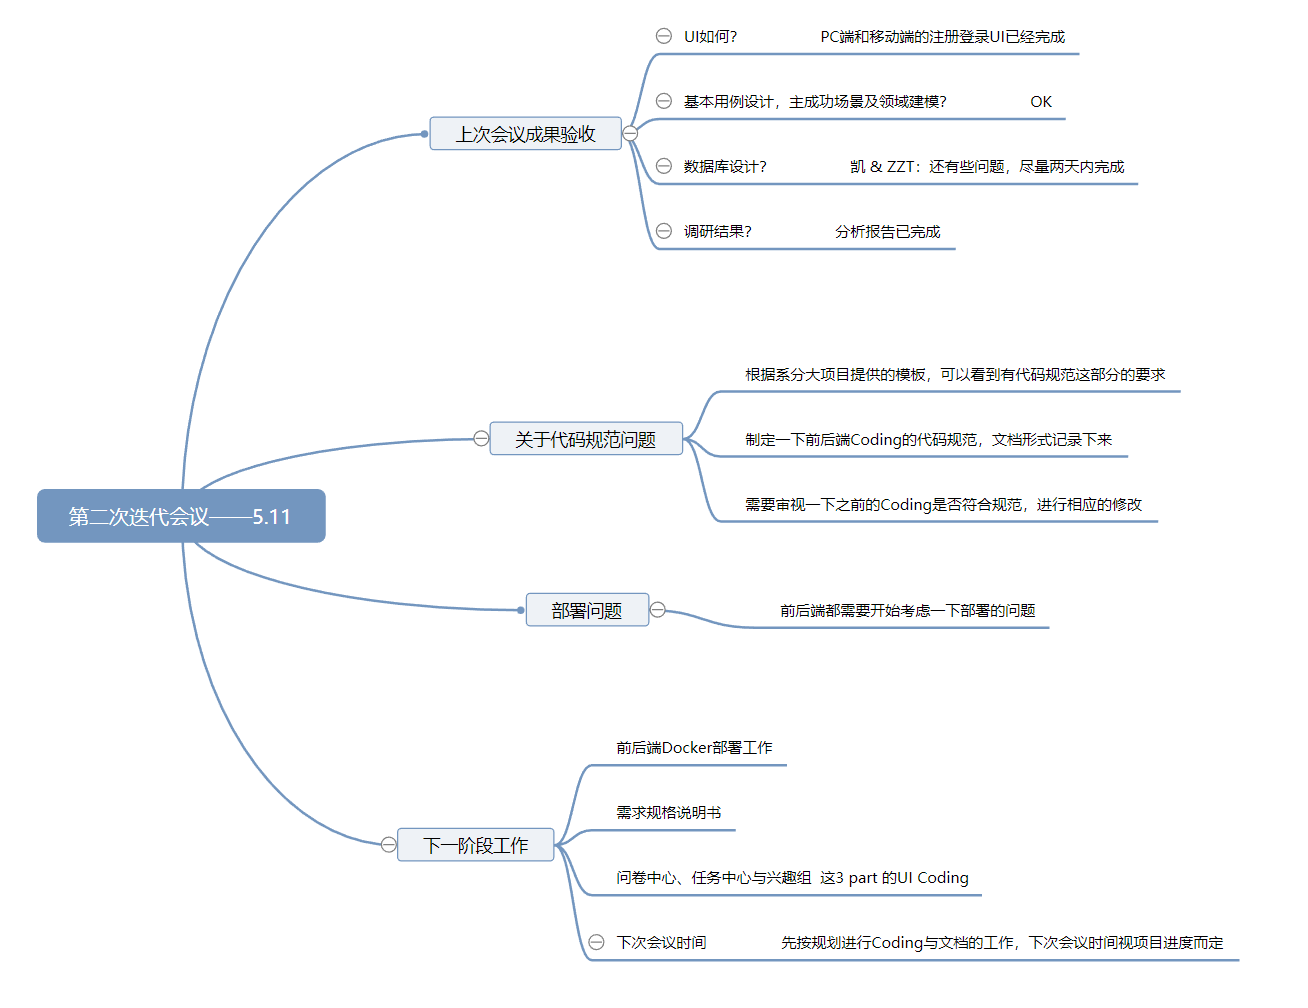 第二次迭代会议——5.11
上次会议成果验收
UI如何？ PC端和移动端的注册登录UI已经完成
基本用例设计，主成功场景及领域建模？ OK
数据库设计？ 凯 & ZZT：还有些问题，尽量两天内完成
调研结果？ 分析报告已完成
关于代码规范问题
根据系分大项目提供的模板，可以看到有代码规范这部分的要求
制定一下前后端Coding的代码规范，文档形式记录下来
需要审视一下之前的Coding是否符合规范，进行相应的修改
部署问题
前后端都需要开始考虑一下部署的问题
下一阶段工作
前后端Docker部署工作
需求规格说明书
问卷中心、任务中心与兴趣组 这3 part 的UI Coding
下次会议时间 先按规划进行Coding与文档的工作，下次会议时间视项目进度而定